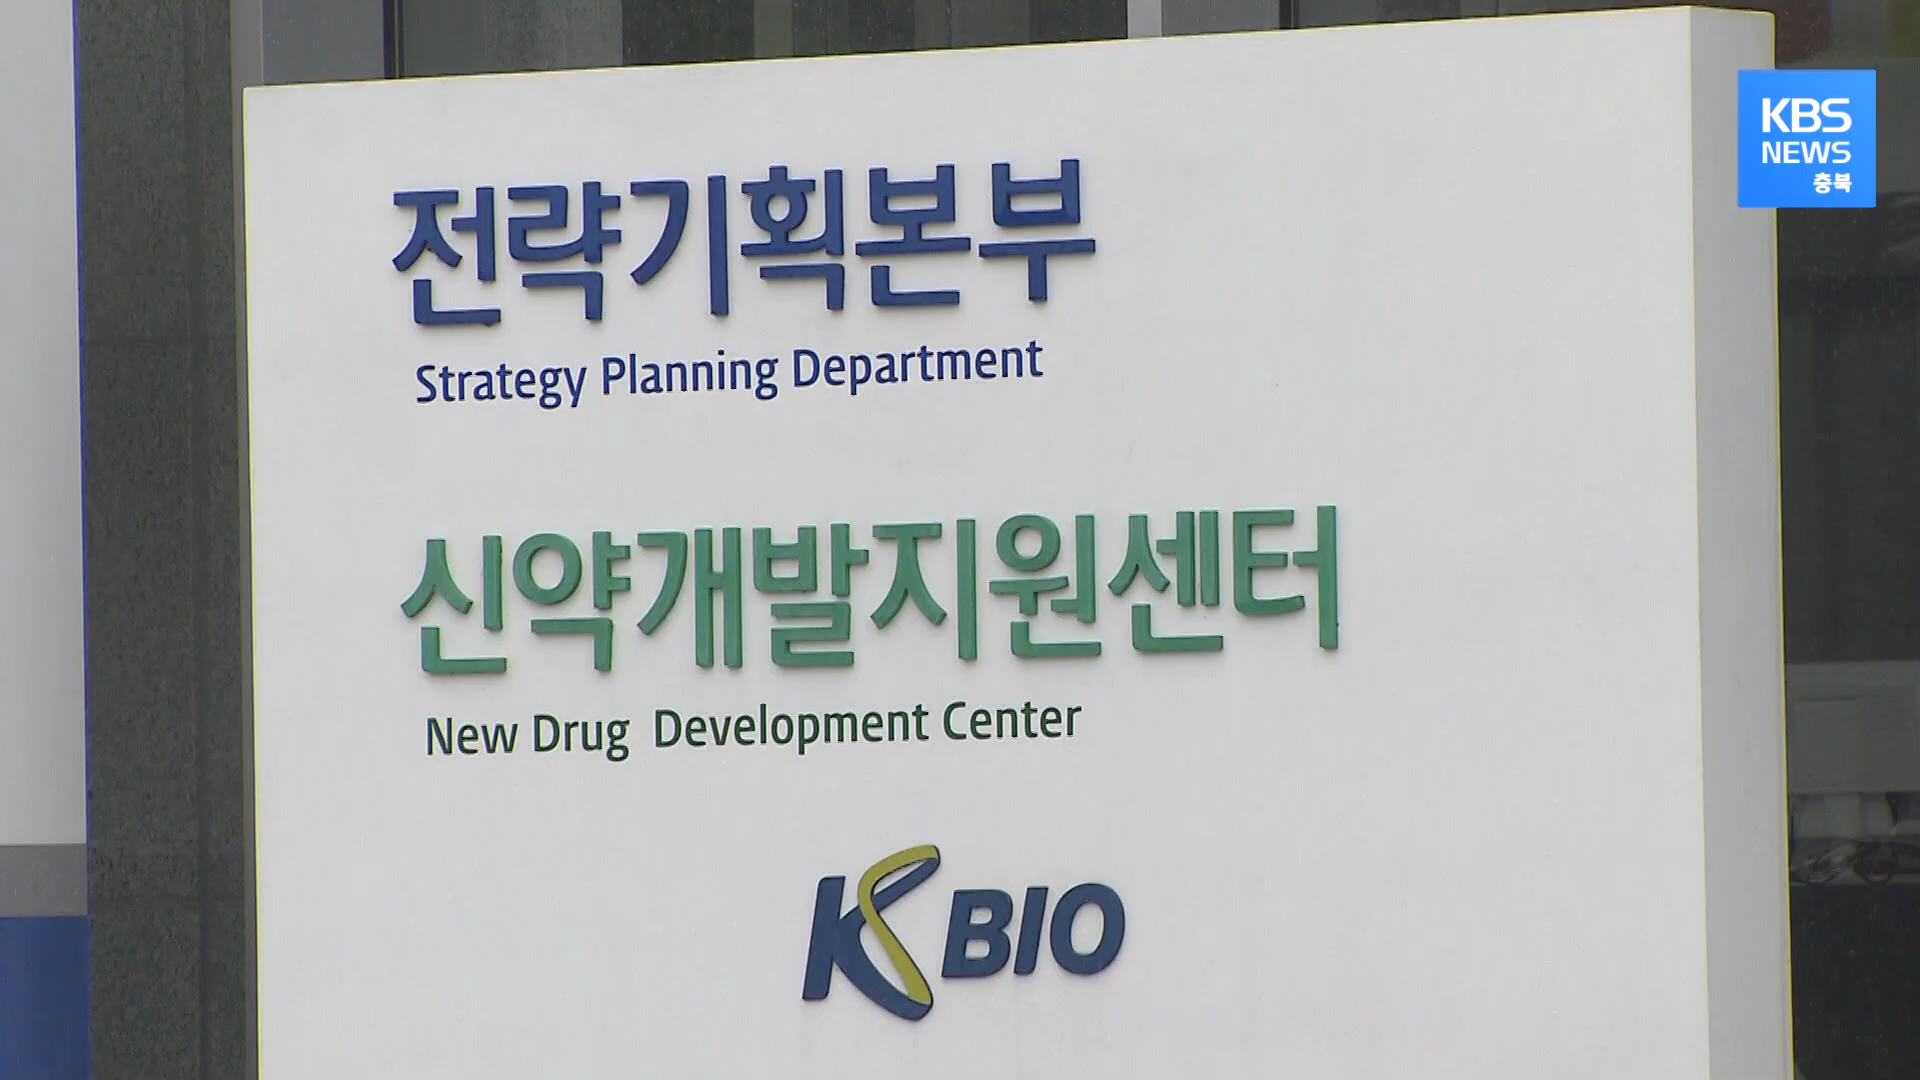 전략기획본부
Strategy Planning Department
신약개발지원센터
New Drug Development Center
KBIO
KBS
NEWS
충북